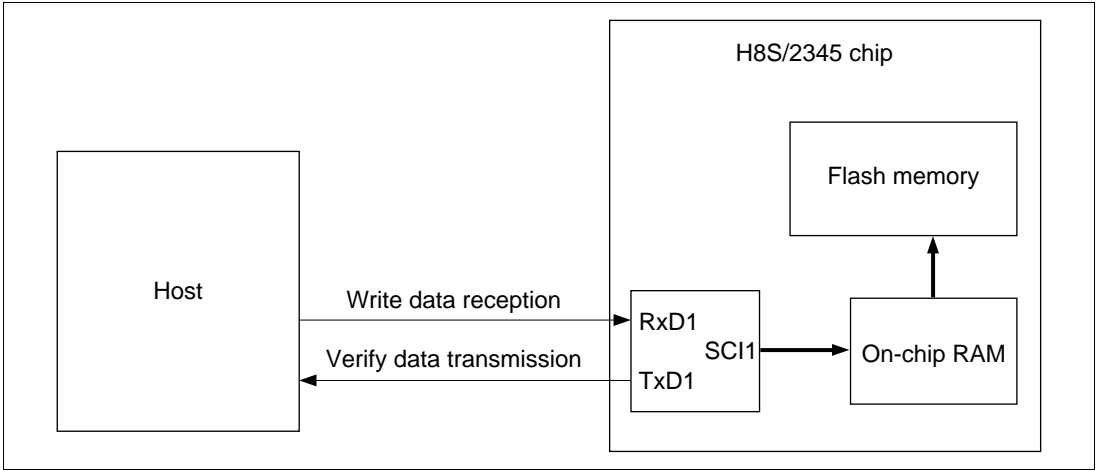 H8S/2345 chip
Flash memory
Host
Write data reception
RxD1
SCI1
On-chip RAM
Verify data transmission
TxD1